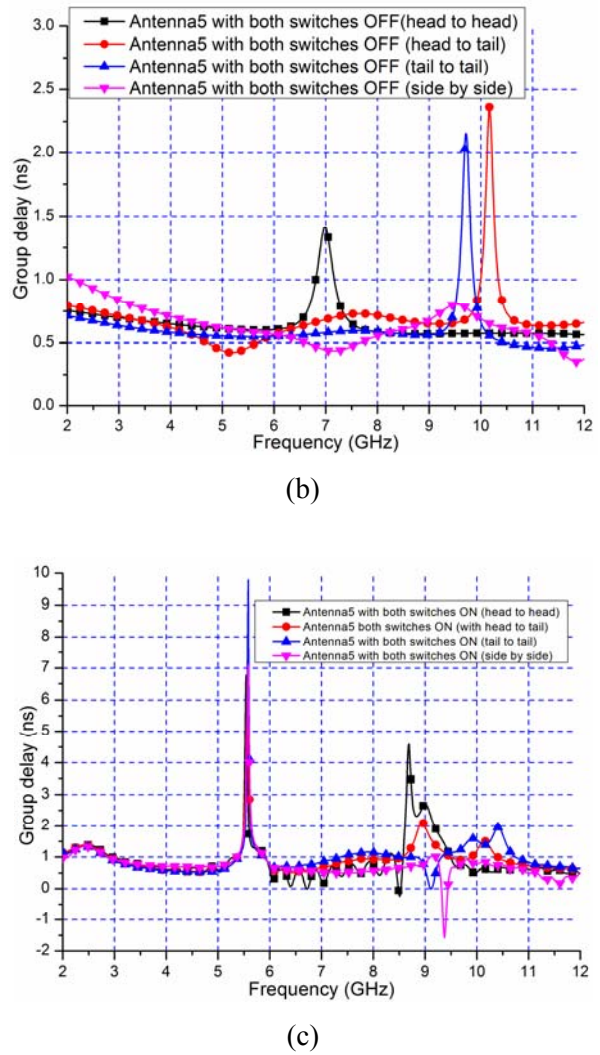 3.0
2.5
2.0
1.5
1.0
0.5
0.0
Group delay (ns)
Antenna5 with both switches OFF(head to head)
Antenna5 with both switches OFF (head to tail)
Antenna5 with both switches OFF (tail to tail)
Antenna5 with both switches OFF (side by side)
2 3 4 5 6 7 8 9 10 11 12
Frequency (GHz)
(b)
10
9
8
7
6
5
4
3
2
1
0
-1
-2
Group delay (ns)
Antenna5 with both switches ON (head to head)
Antenna5 both switches ON (with head to tail)
Antenna5 with both switches ON (tail to tail)
Antenna5 with both switches ON (side by side)
2 3 4 5 6 7 8 9 10 11 12
Frequency (GHz)
(c)